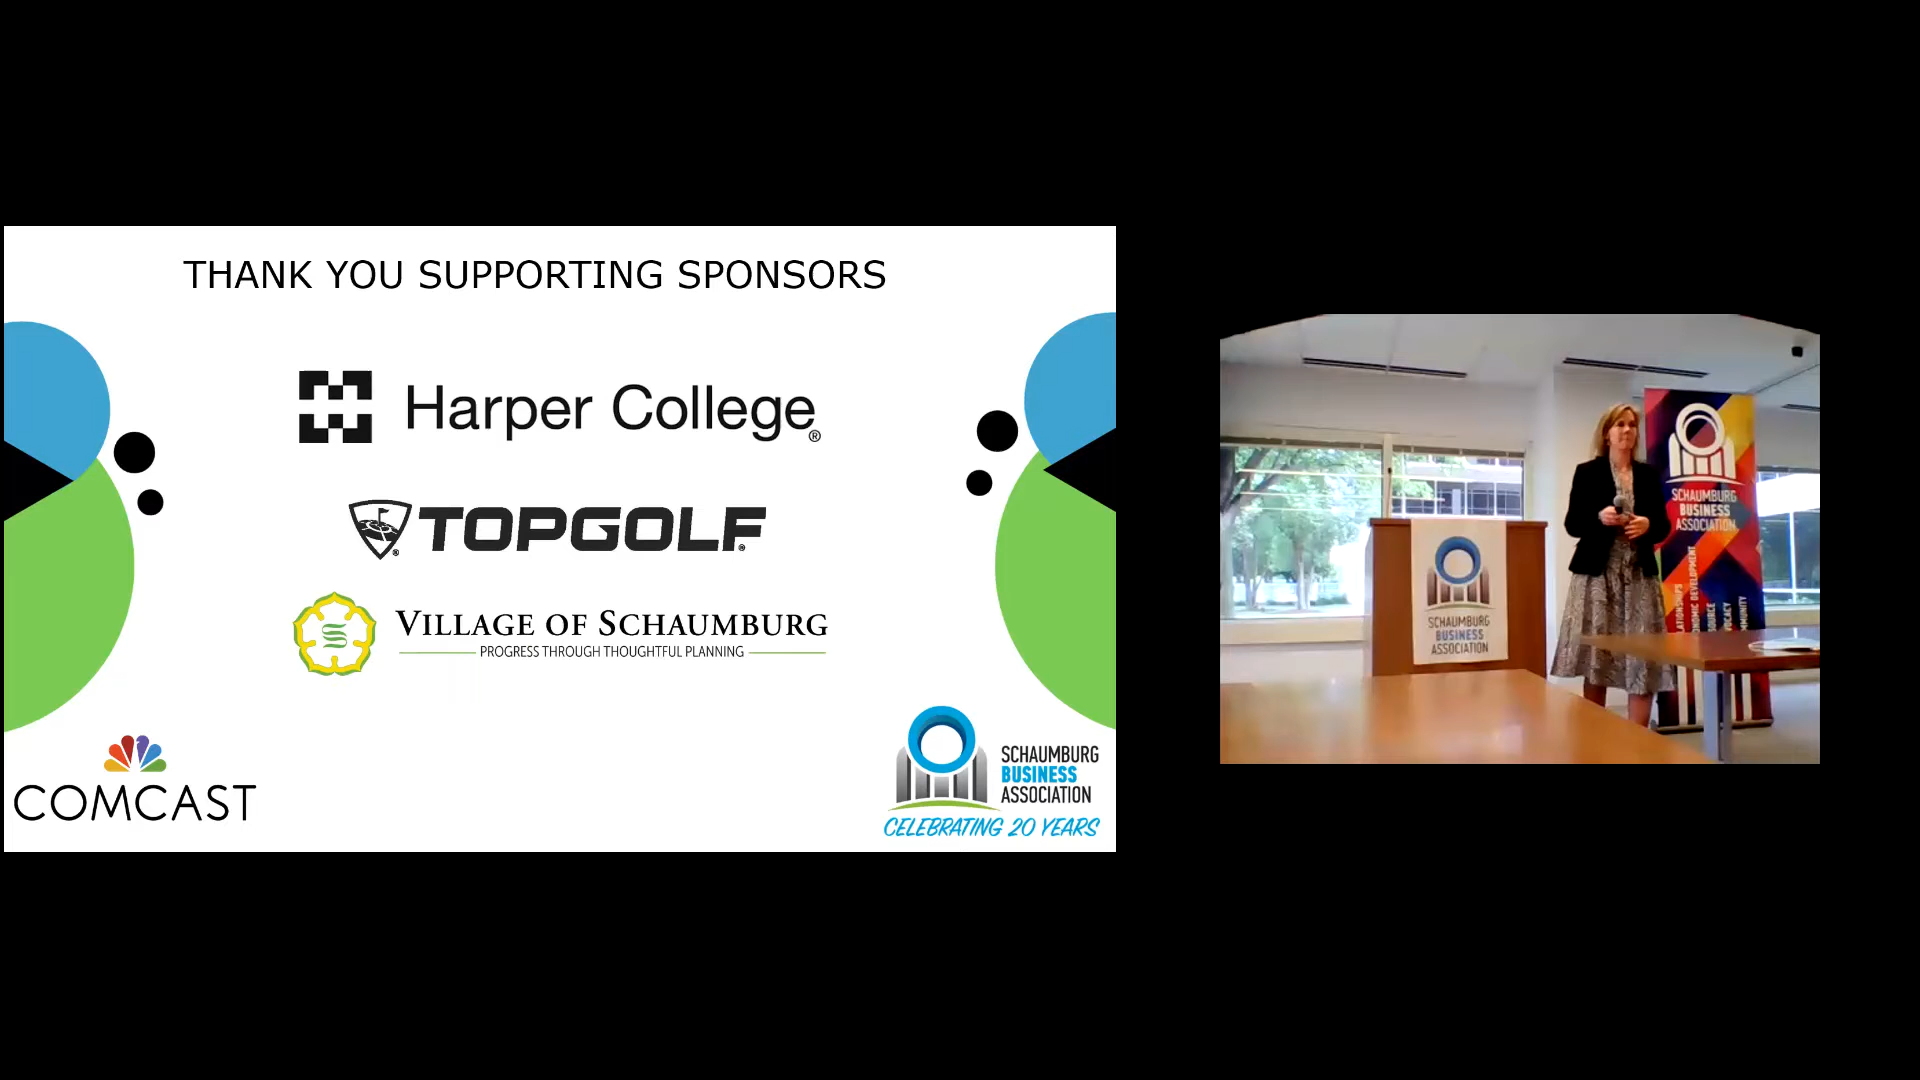 THANK YOU SUPPORTING SPONSORS
Harper College®
TOPGOLF®
VILLAGE OF SCHAUMBURG
PROGRESS THROUGH THOUGHTFUL PLANNING
COMCAST
SCHAUMBURG
BUSINESS
ASSOCIATION
CELEBRATING 20 YEARS
SCHAUMBURG
BUSINESS
ASSOCIATION
SCHAUMBURG
BUSINESS
ASSOCIATION